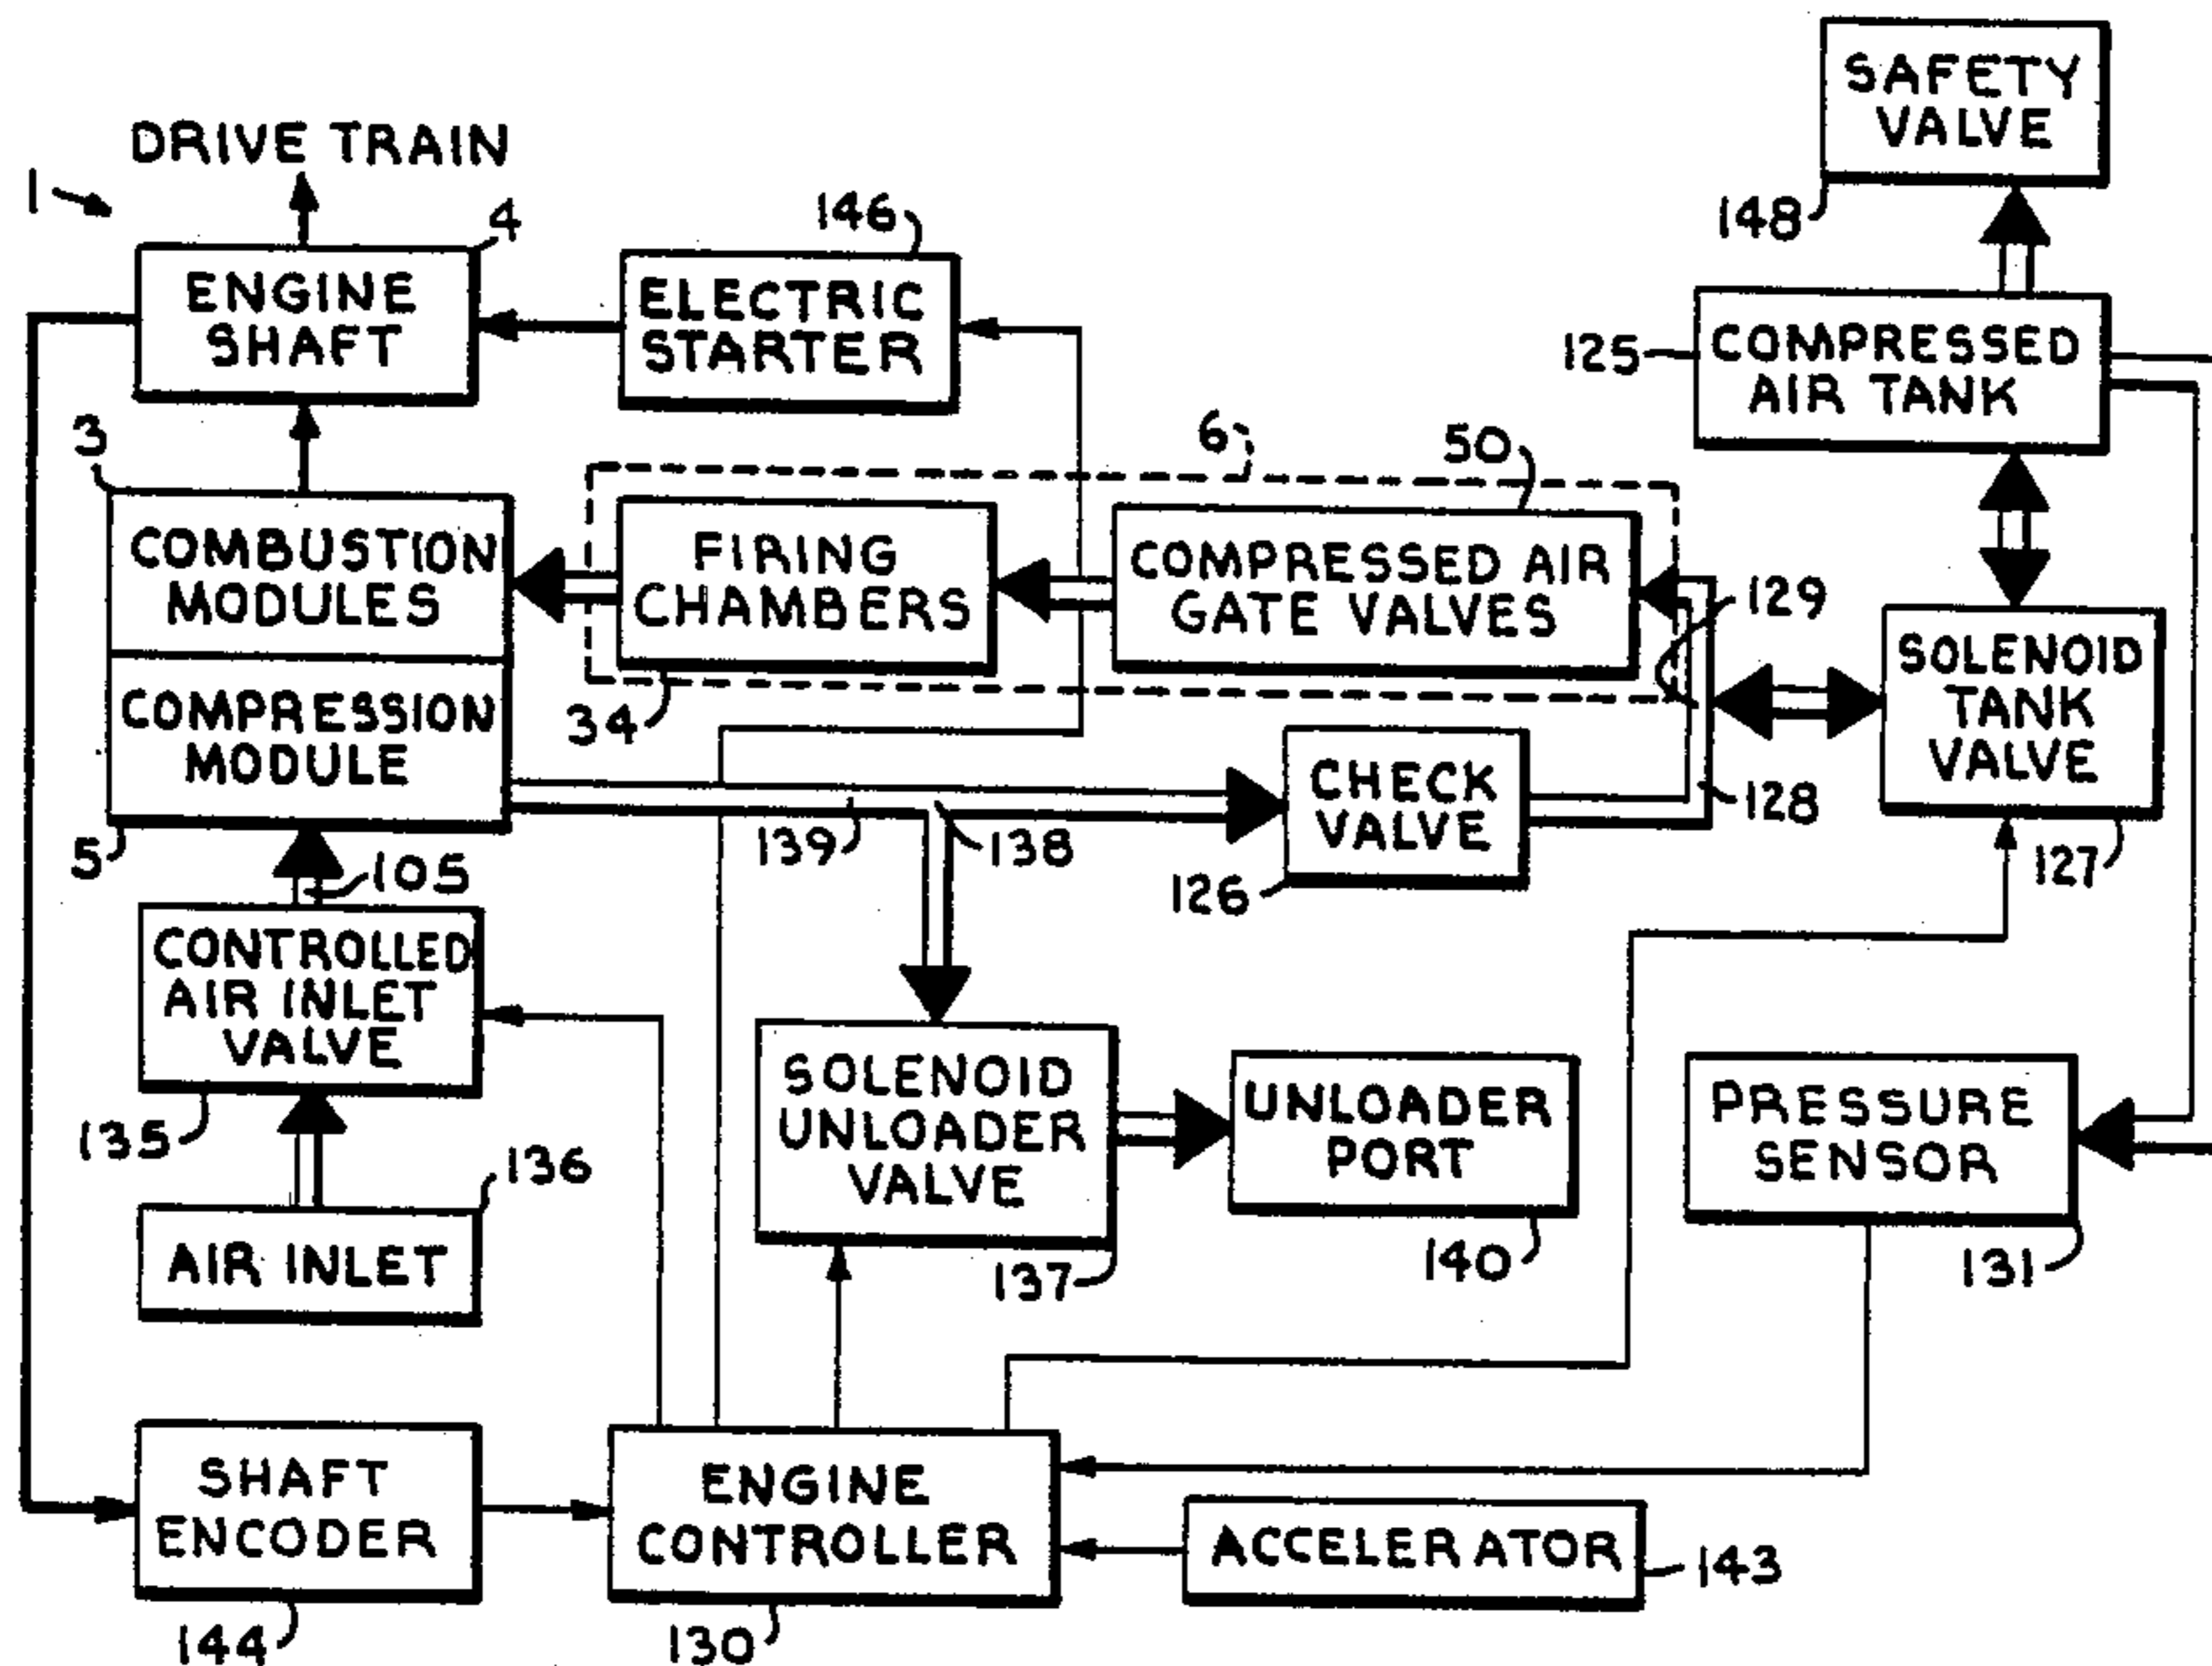 SAFETY
VALVE
148
DRIVE TRAIN
1
4
ENGINE
SHAFT
146
ELECTRIC
STARTER
125
COMPRESSED
AIR TANK
3
6
50
COMBUSTION
MODULES
FIRING
CHAMBERS
34
COMPRESSED AIR
GATE VALVES
129
SOLENOID
TANK
VALVE
127
COMPRESSION
MODULE
5
139
138
CHECK
VALVE
126
128
105
CONTROLLED
AIR INLET
VALVE
135
SOLENOID
UNLOADER
VALVE
137
UNLOADER
PORT
140
PRESSURE
SENSOR
131
136
AIR INLET
SHAFT
ENCODER
144
ENGINE
CONTROLLER
130
ACCELERATOR
143